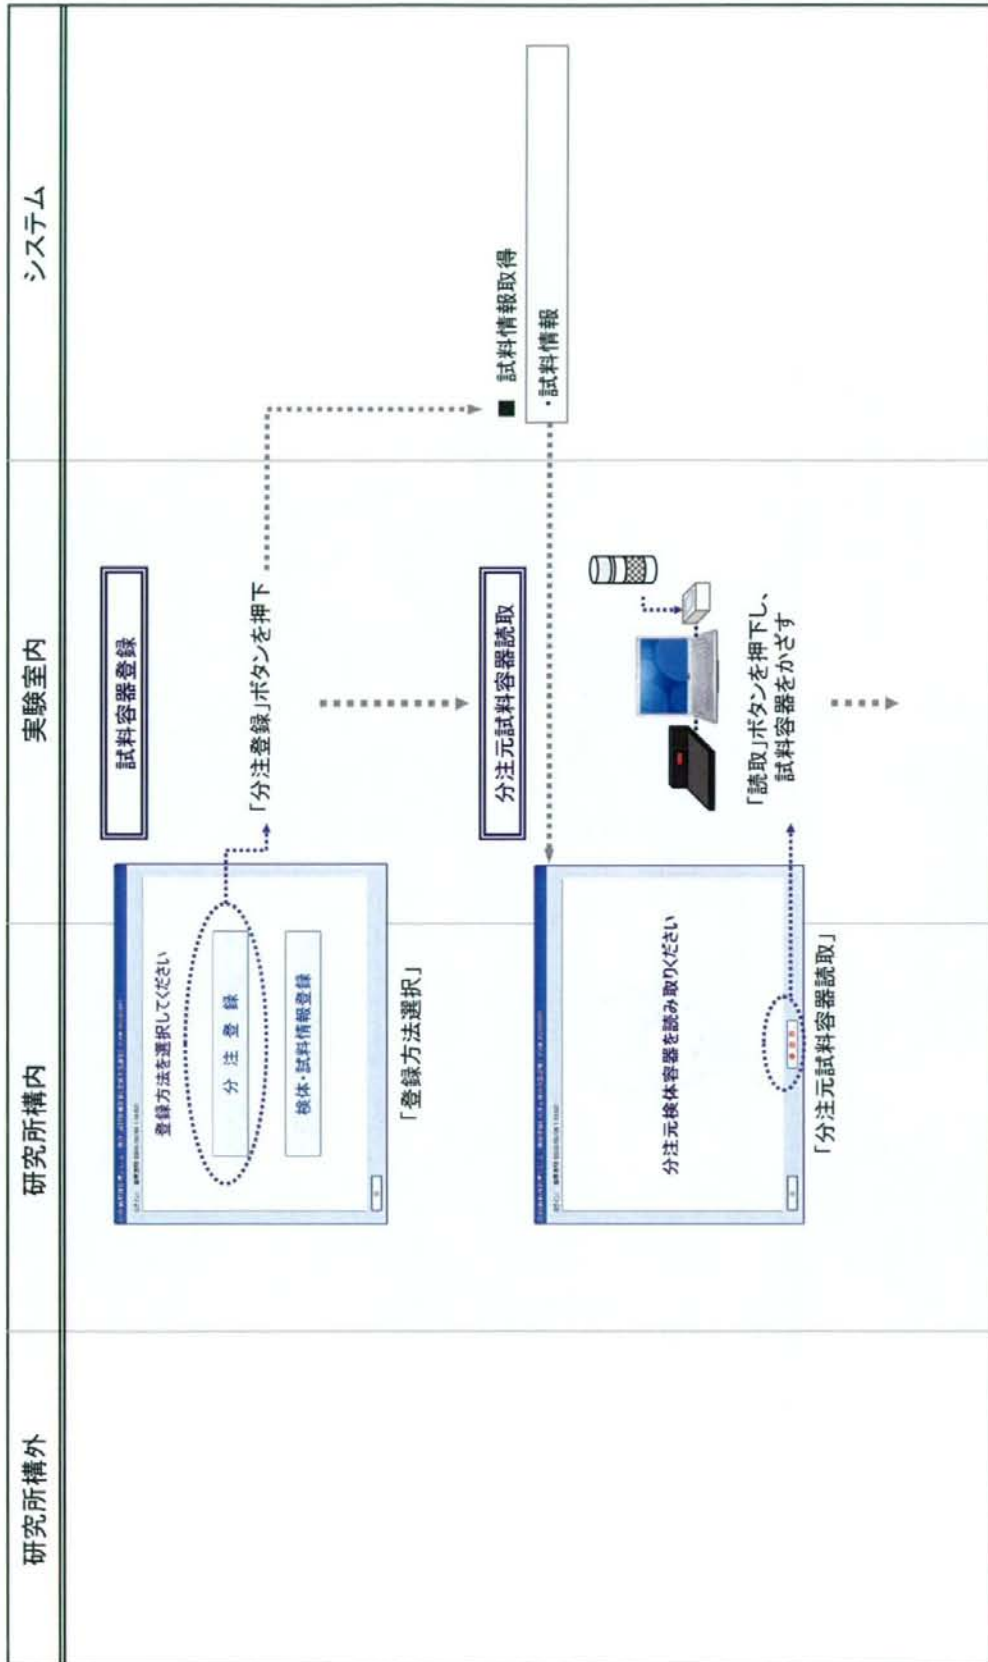 研究所構外
研究所構内
実験室内
システム
試料容器登録
登録方法を選択してください
分 注 登 録
検体・試料情報登録
「登録方法選択」
「分注登録」ボタンを押下
■ 試料情報取得
・試料情報
分注元試料容器読取
分注元検体容器を読み取りください
「分注元試料容器読取」
「読取」ボタンを押下し、
試料容器をかざす